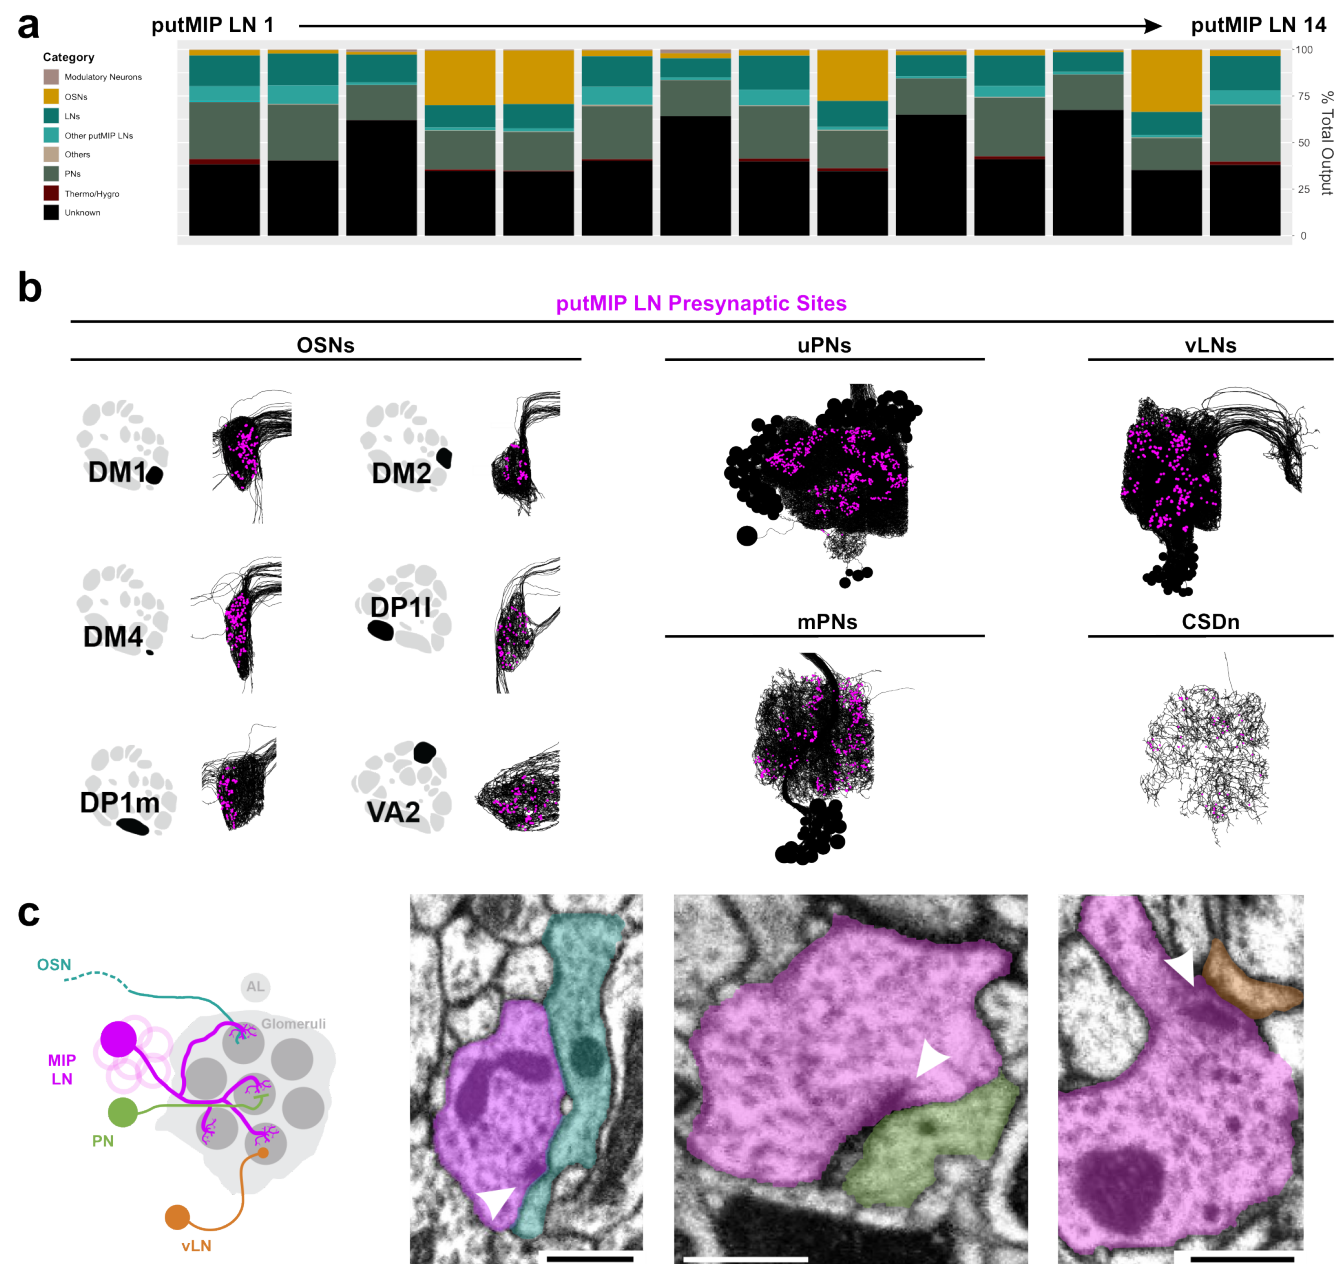 a
putMIP LN 1
putMIP LN 14
Category
Modulatory Neurons
OSNs
LNs
Other putMIP LNs
Others
PNs
Thermo/Hygro
Unknown
100
75
50
25
0
% Total Output
b
putMIP LN Presynaptic Sites
OSNs
uPNs
vLNs
DM1
DM2
DM4
DP1l
mPNs
CSDn
DP1m
VA2
c
OSN
AL
Glomeruli
MIP
LN
PN
vLN